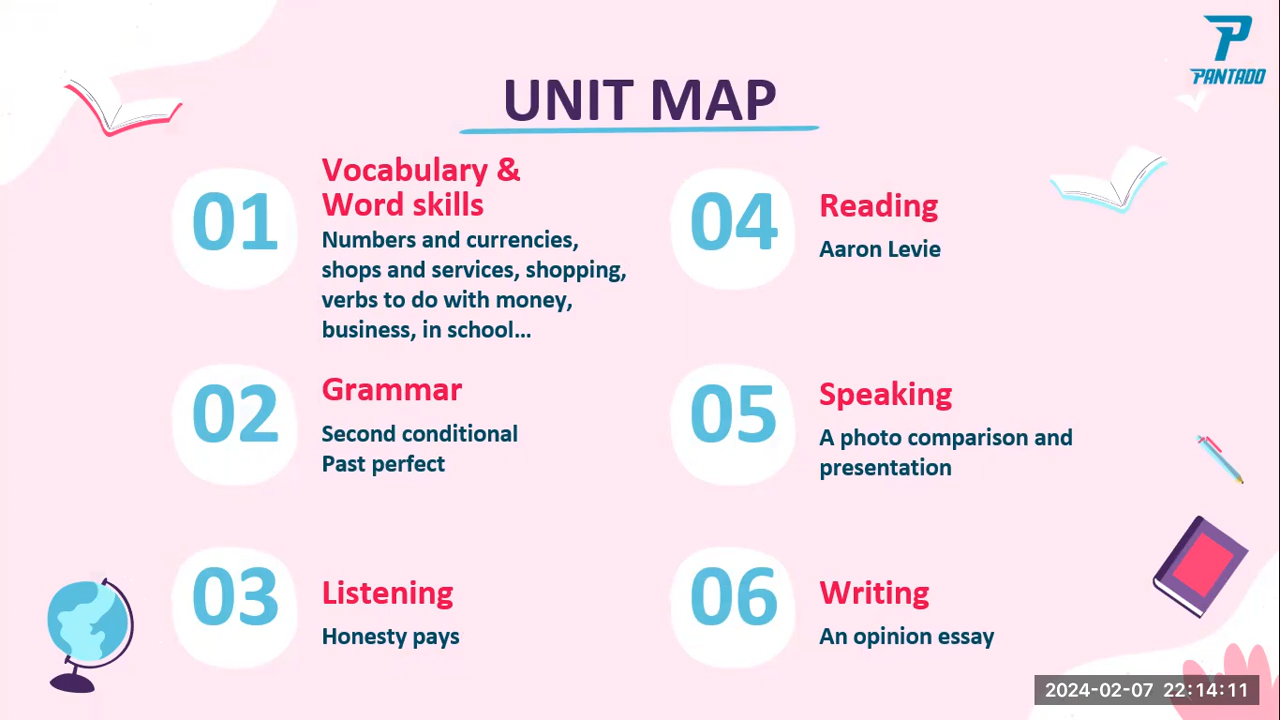 PANTADO
UNIT MAP
01
Vocabulary &
Word skills
Numbers and currencies,
shops and services, shopping,
verbs to do with money,
business, in school...
02
Grammar
Second conditional
Past perfect
03
Listening
Honesty pays
04
Reading
Aaron Levie
05
Speaking
A photo comparison and
presentation
06
Writing
An opinion essay
2024-02-07 22:14:11